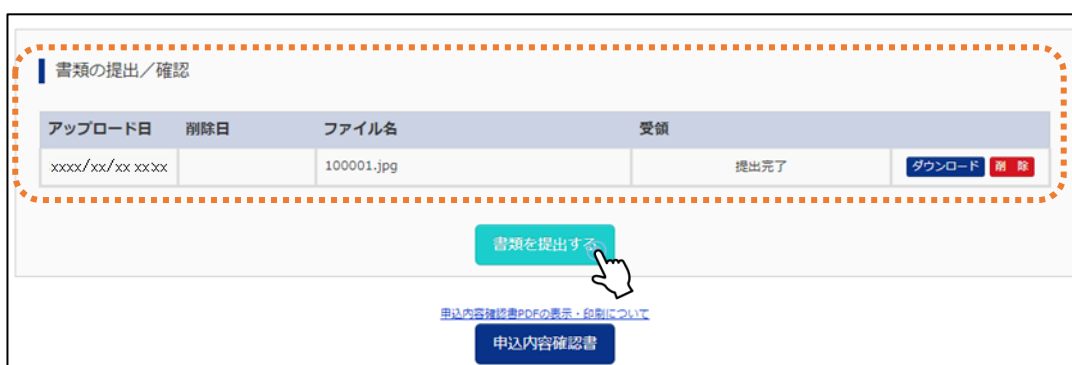 書類の提出／確認
アップロード日 削除日 ファイル名 受領
xxxx/xx/xx xx:xx 100001.jpg 提出完了 ダウンロード 削 除
書類を提出する
申込内容確認書PDFの表示・印刷について
申込内容確認書